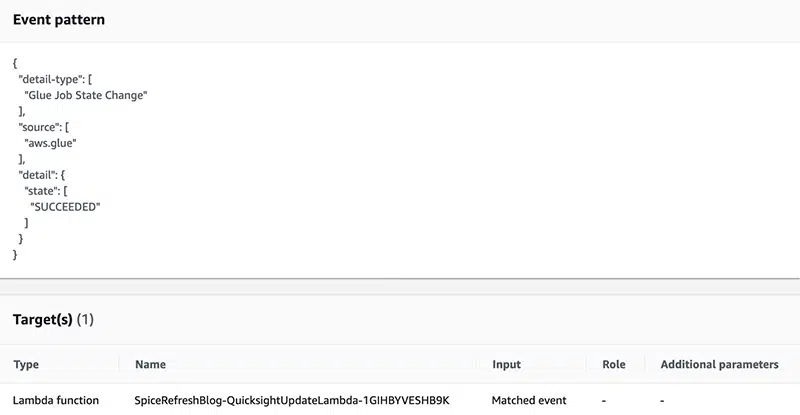 Event pattern
{
"detail-type": [
"Glue Job State Change"
],
"source": [
"aws.glue"
],
"detail": {
"state": [
"SUCCEEDED"
]
}
}
Target(s) (1)
Type Name Input Role Additional parameters
Lambda function SpiceRefreshBlog-QuicksightUpdateLambda-1GIHBYVESHB9K Matched event - -